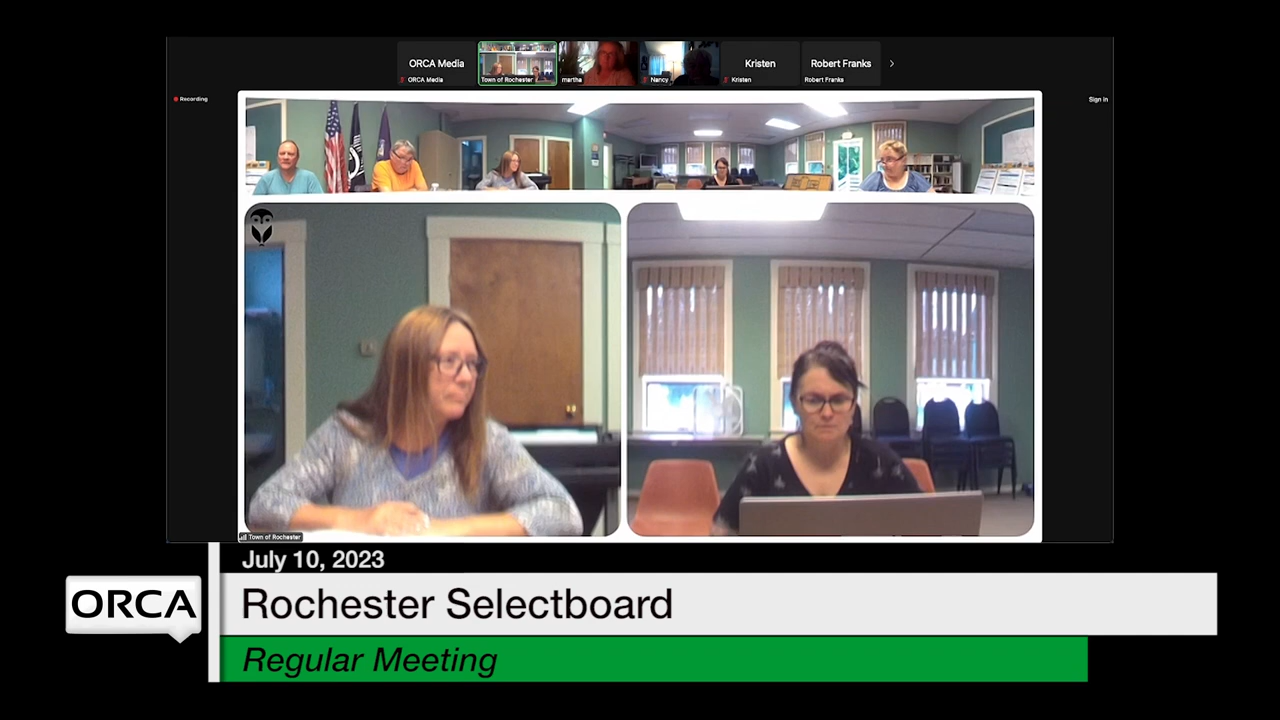 ORCA Media
Kristen
Robert Franks
ORCA Media
Town of Rochester
martha
Nancy
Kristen
Robert Franks
Recording
Sign in
Town of Rochester
July 10, 2023
ORCA
Rochester Selectboard
Regular Meeting